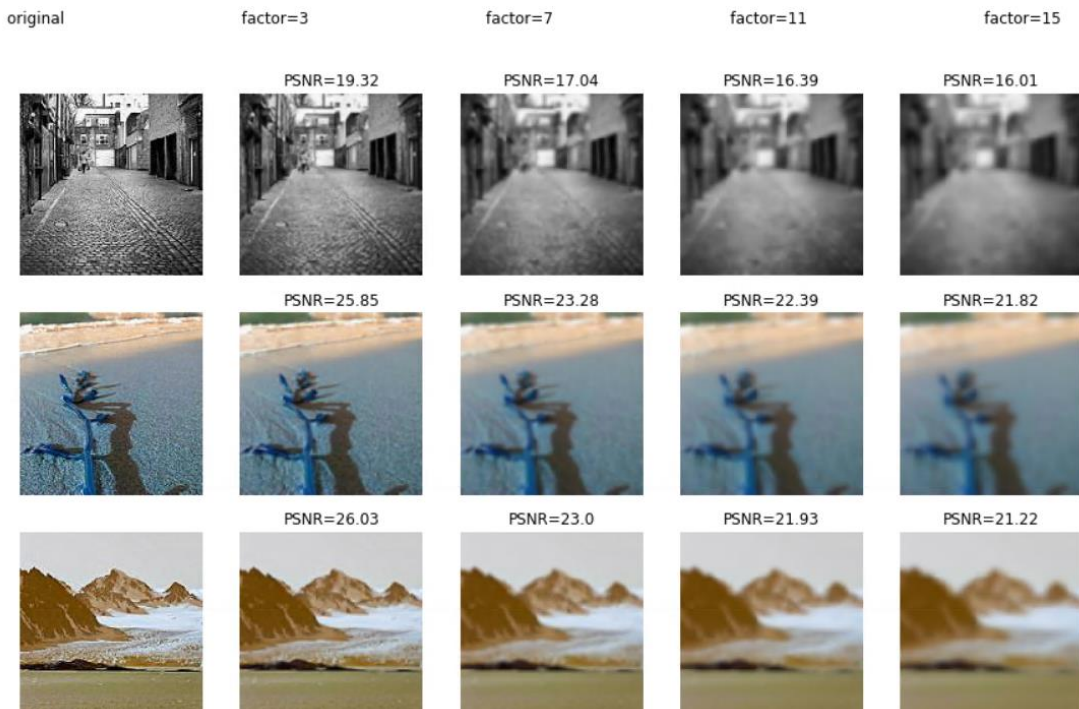 original factor=3 factor=7 factor=11 factor=15
PSNR=19.32 PSNR=17.04 PSNR=16.39 PSNR=16.01
PSNR=25.85 PSNR=23.28 PSNR=22.39 PSNR=21.82
PSNR=26.03 PSNR=23.0 PSNR=21.93 PSNR=21.22